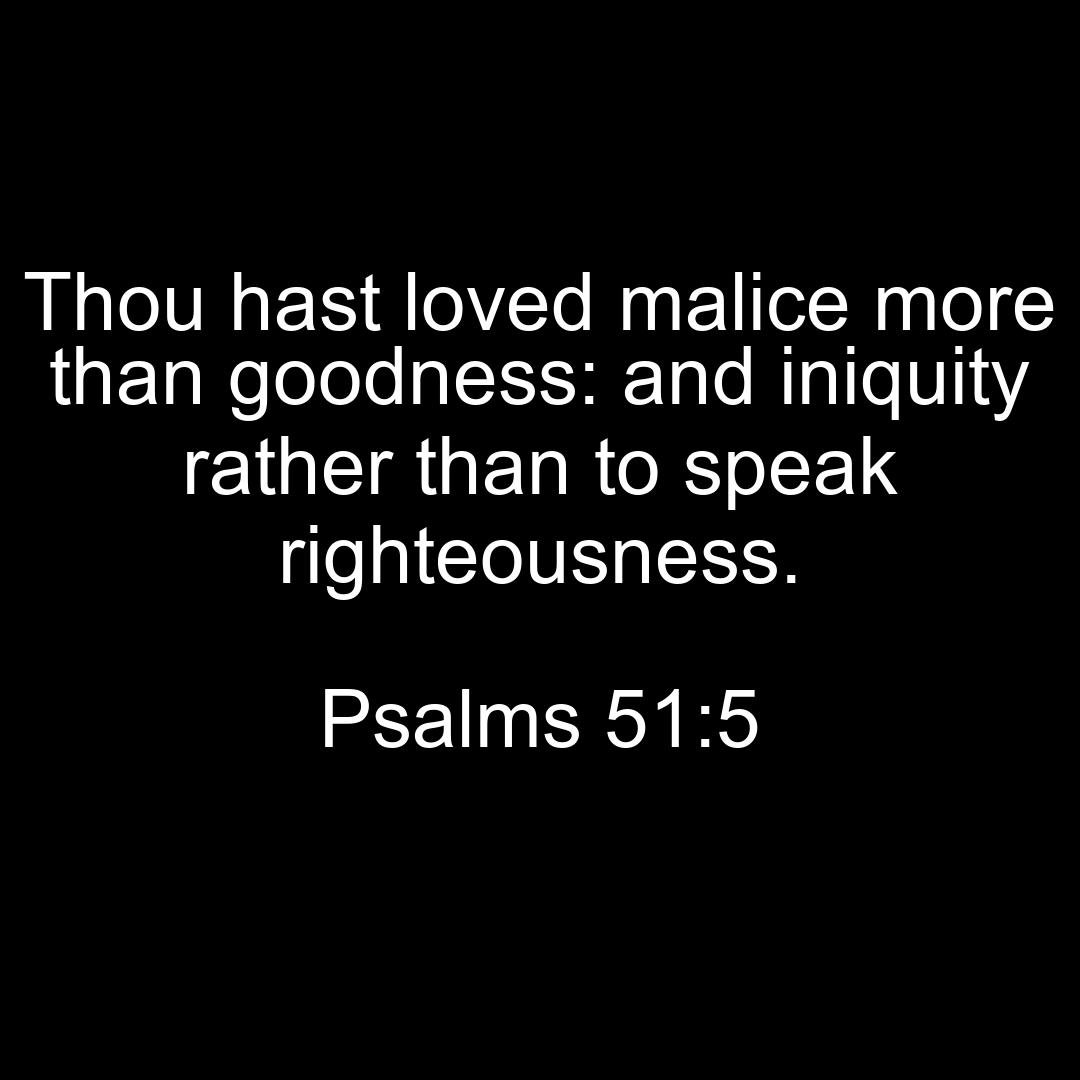 Thou hast loved malice more
than goodness: and iniquity
rather than to speak
righteousness.
Psalms 51:5